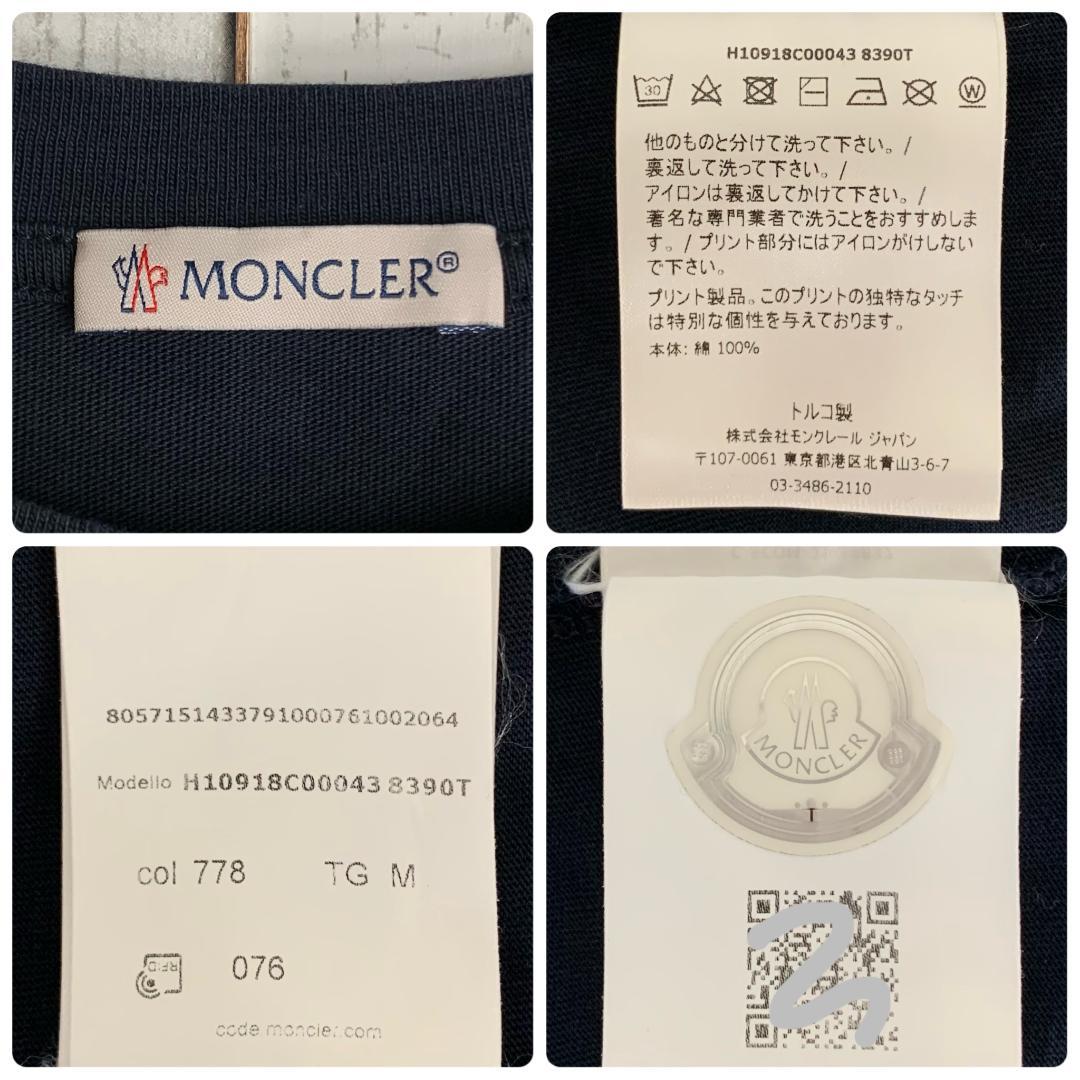 MONCLER®
H10918C00043 8390T
30
W
他のものと分けて洗って下さい。/
裏返して洗って下さい。/
アイロンは裏返してかけて下さい。/
著名な専門業者で洗うことをおすすめしま
す。/ プリント部分にはアイロンがけしない
で下さい。
プリント製品。このプリントの独特なタッチ
は特別な個性を与えております。
本体: 綿 100%
トルコ製
株式会社モンクレール ジャパン
〒107-0061 東京都港区北青山3-6-7
03-3486-2110
8057151433791000761002064
Modello H10918C00043 8390T
col 778 TG M
RFID 076
code.moncler.com
MONCLER
T